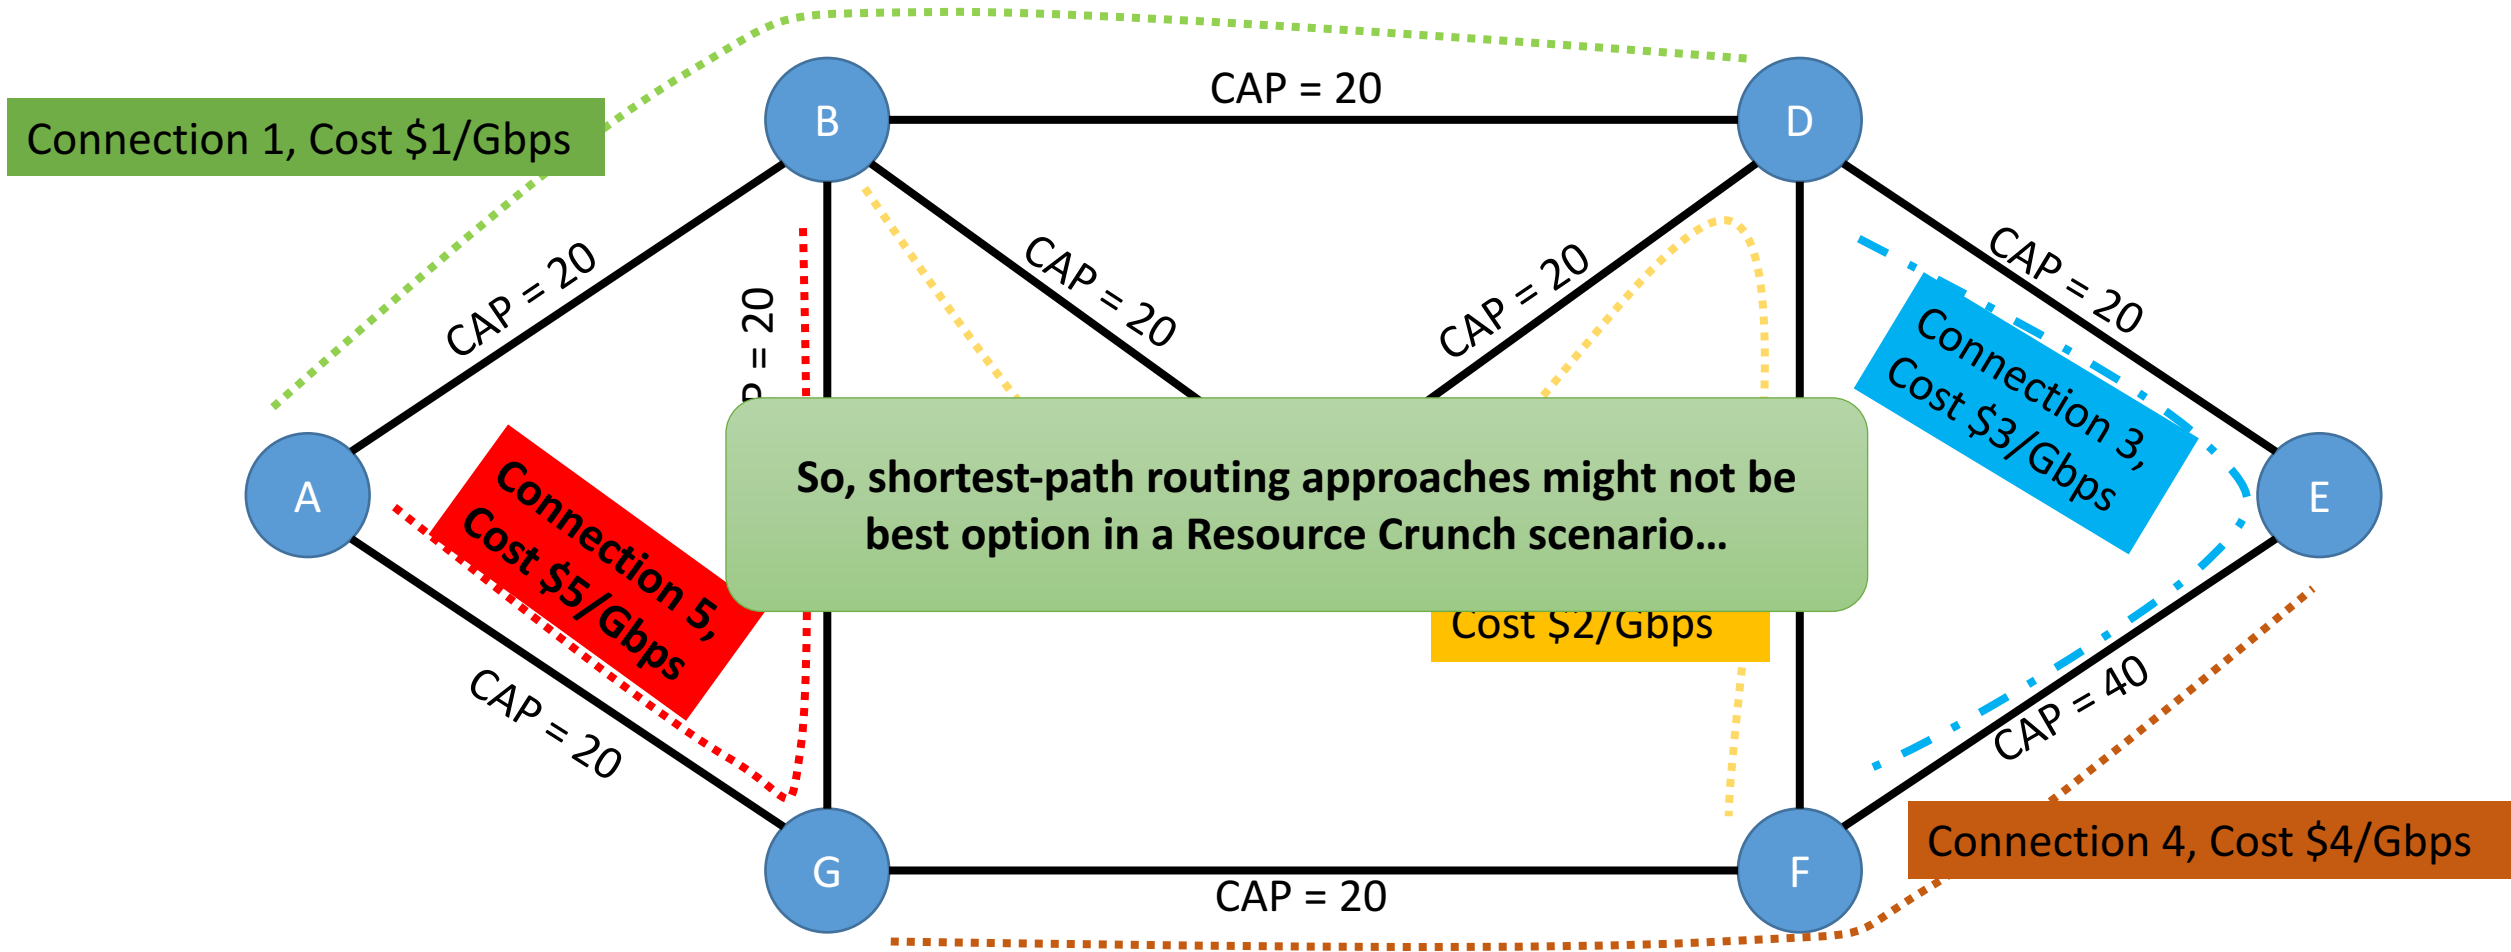 CAP = 20
B
D
Connection 1, Cost $1/Gbps
CAP = 20
CAP = 20
CAP = 20
CAP = 20
P = 20
Connection 3,
Cost $3/Gbps
A
Connection 5,
Cost $5/Gbps
So, shortest-path routing approaches might not be
best option in a Resource Crunch scenario...
E
Cost $2/Gbps
CAP = 20
CAP = 40
Connection 4, Cost $4/Gbps
G
F
CAP = 20